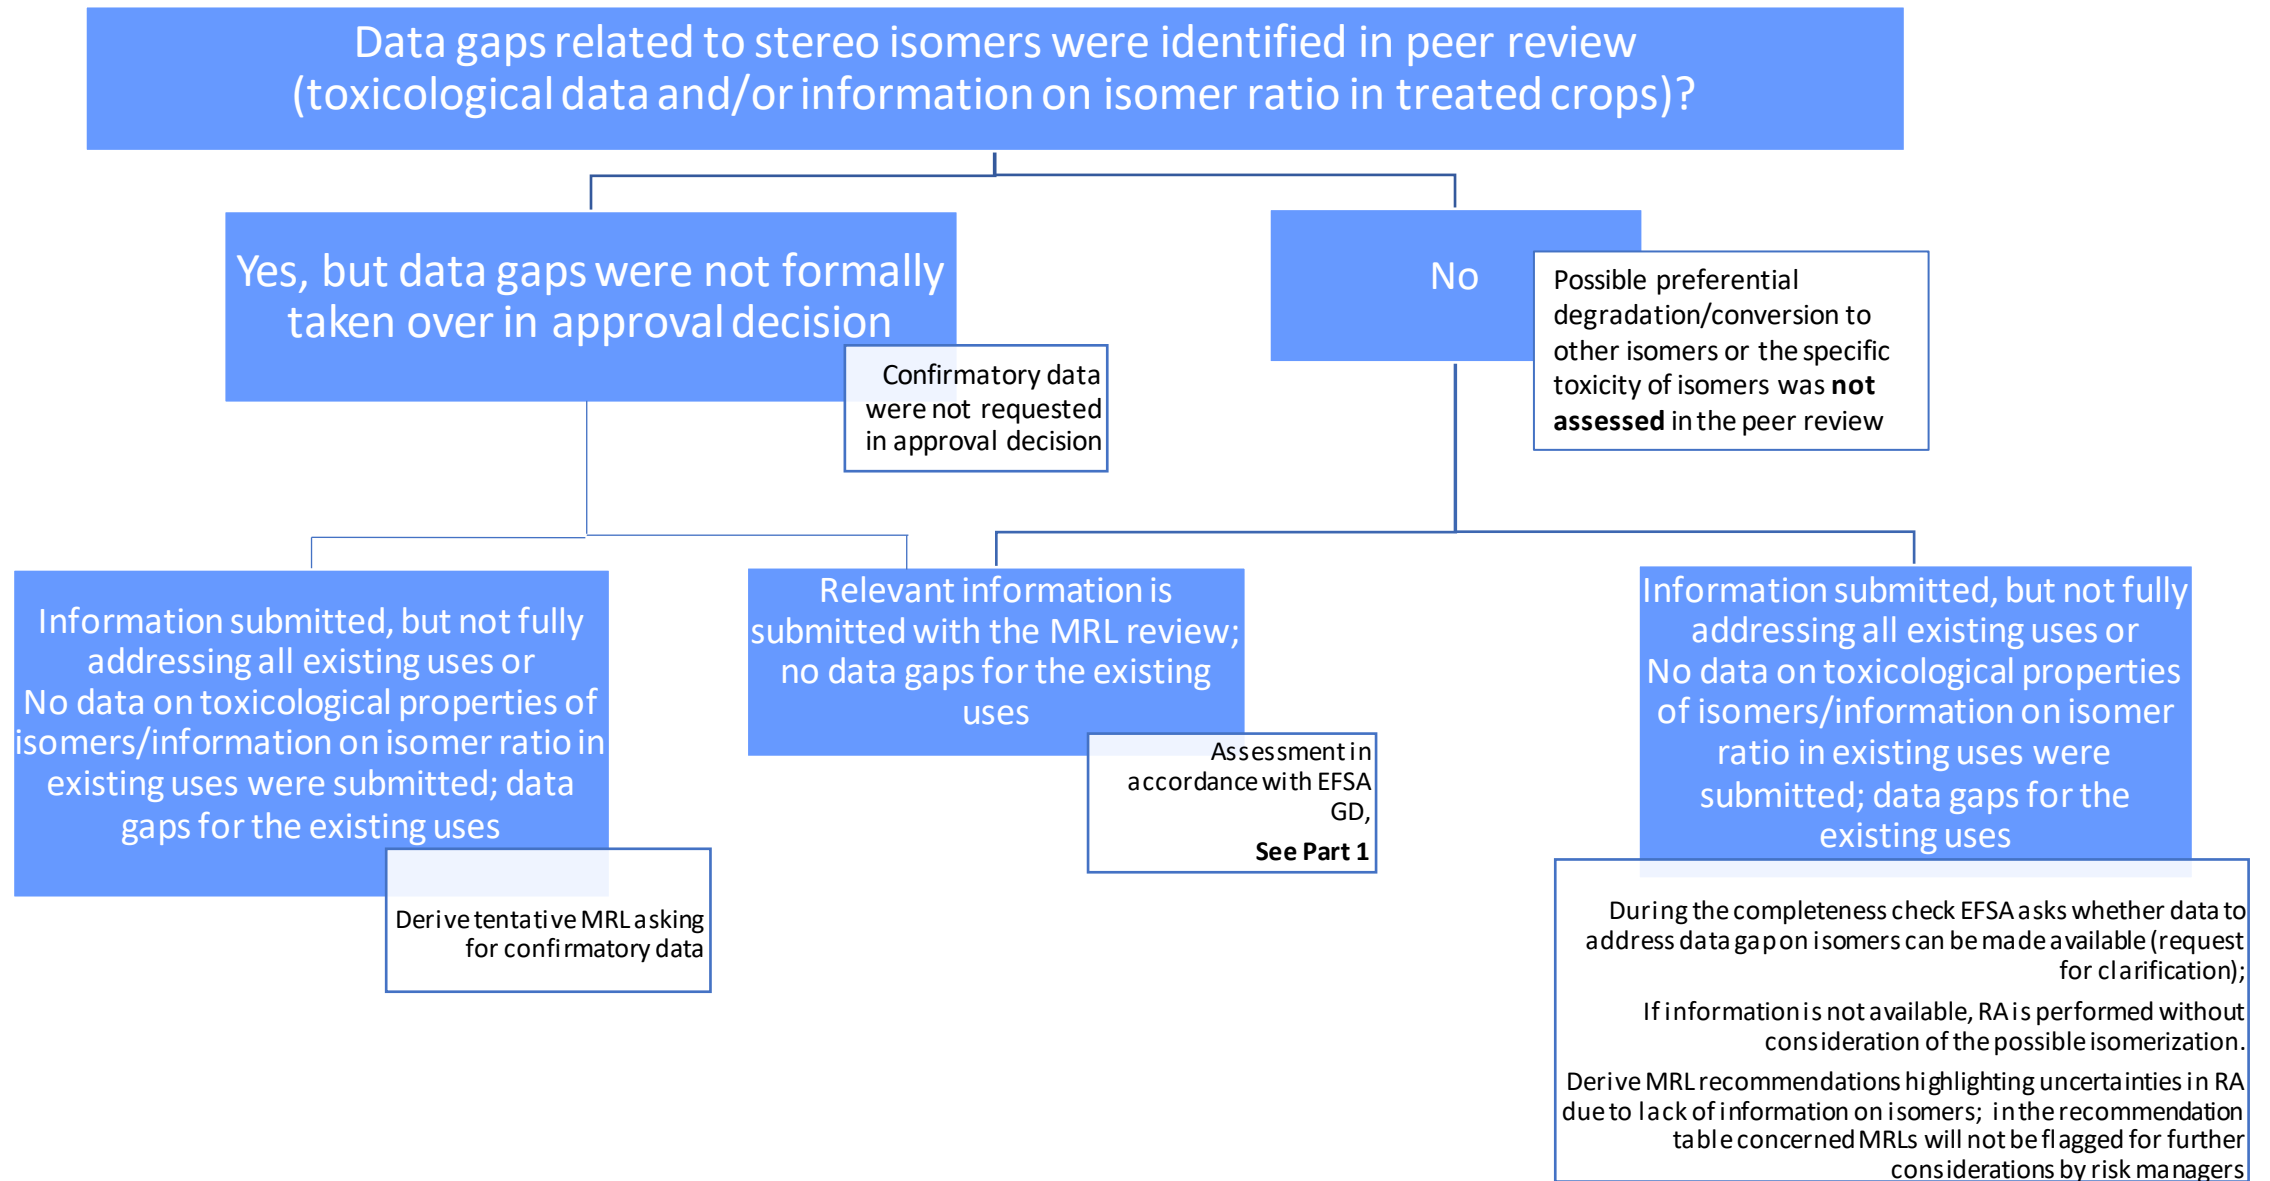 Data gaps related to stereo isomers were identified in peer review
(toxicological data and/or information on isomer ratio in treated crops)?
Yes, but data gaps were not formally
taken over in approval decision
Confirmatory data
were not requested
in approval decision
No
Possible preferential
degradation/conversion to
other isomers or the specific
toxicity of isomers was not
assessed in the peer review
Information submitted, but not fully
addressing all existing uses or
No data on toxicological properties of
isomers/information on isomer ratio in
existing uses were submitted; data
gaps for the existing uses
Derive tentative MRL asking
for confirmatory data
Relevant information is
submitted with the MRL review;
no data gaps for the existing
uses
Assessment in
accordance with EFSA
GD,
See Part 1
Information submitted, but not fully
addressing all existing uses or
No data on toxicological properties
of isomers/information on isomer
ratio in existing uses were
submitted; data gaps for the
existing uses
During the completeness check EFSA asks whether data to
address data gap on isomers can be made available (request
for clarification);
If information is not available, RA is performed without
consideration of the possible isomerization.
Derive MRL recommendations highlighting uncertainties in RA
due to lack of information on isomers; in the recommendation
table concerned MRLs will not be flagged for further
considerations by risk managers